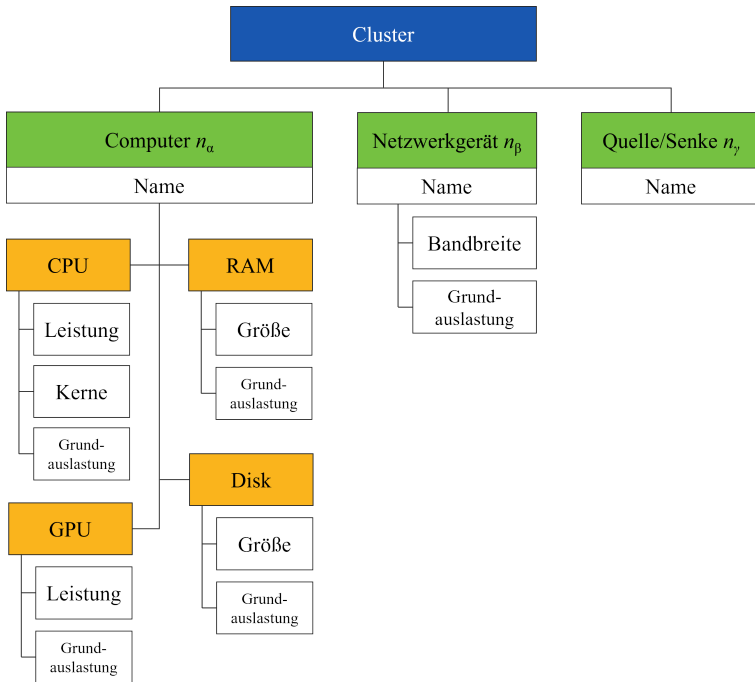 Cluster
Computer nα
Name
CPU
Leistung
Kerne
Grund-
auslastung
GPU
Leistung
Grund-
auslastung
RAM
Größe
Grund-
auslastung
Disk
Größe
Grund-
auslastung
Netzwerkgerät nβ
Name
Bandbreite
Grund-
auslastung
Quelle/Senke nγ
Name